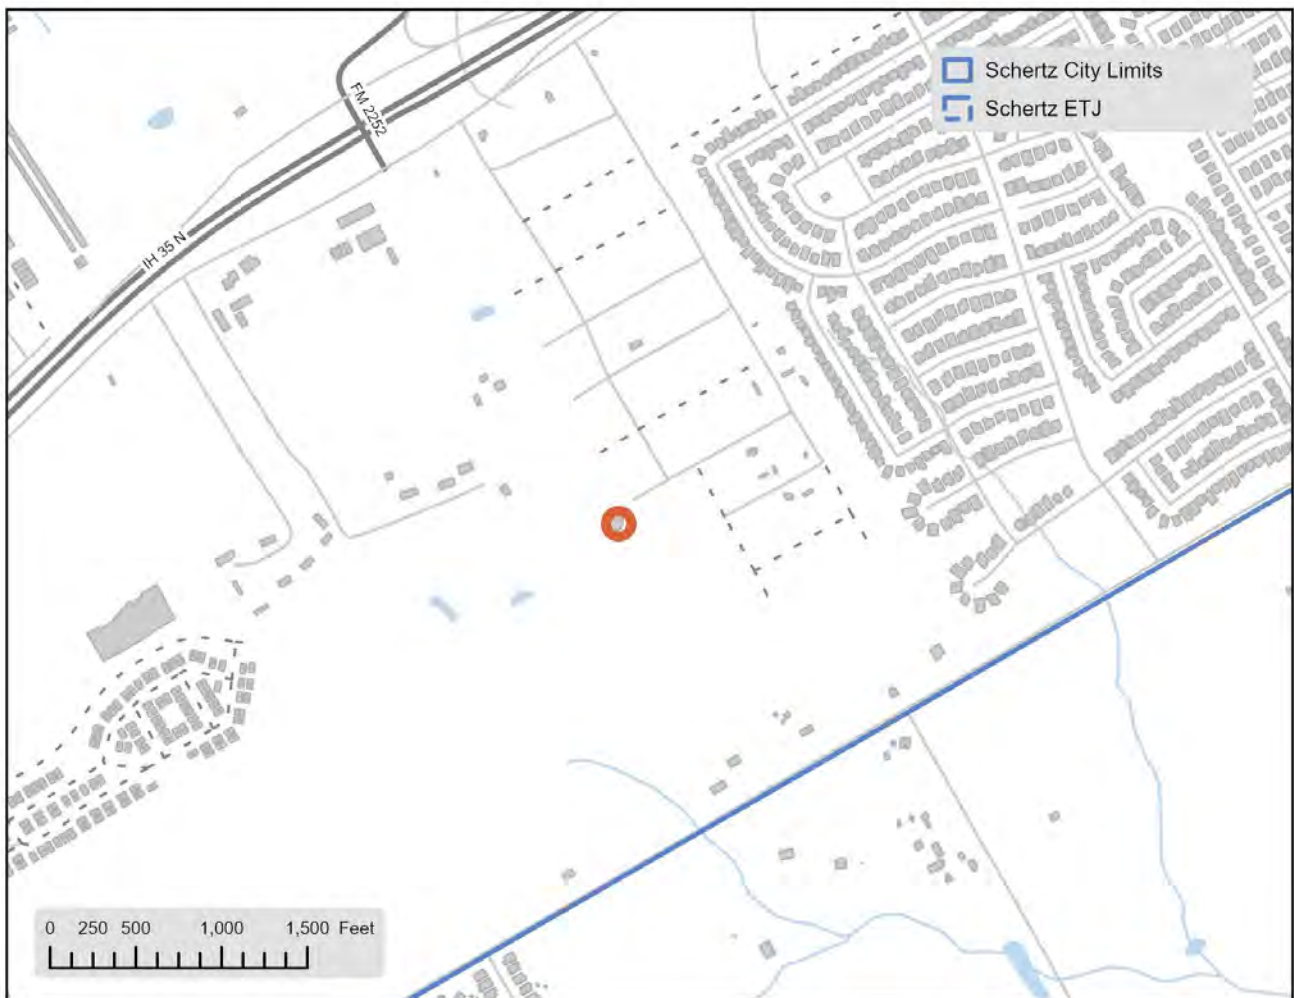 Schertz City Limits
Schertz ETJ
FM 2252
IH 35 N
0 250 500 1,000 1,500 Feet